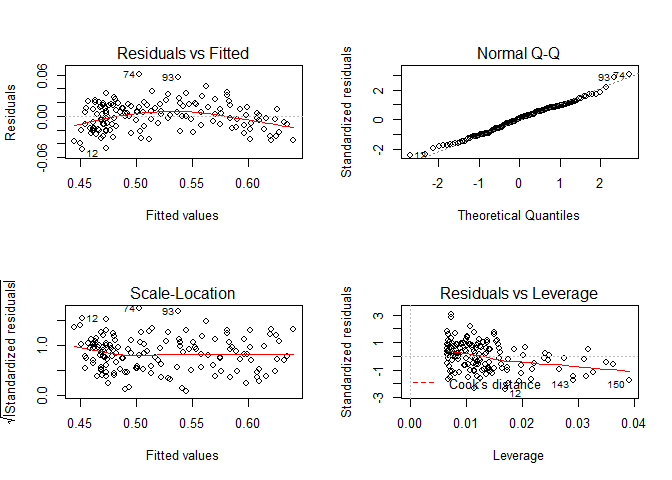 Residuals vs Fitted
Residuals
-0.06 0.00 0.06
74 93
12
0.45 0.50 0.55 0.60
Fitted values
Normal Q-Q
Standardized residuals
-2 0 2
93 74
12
-2 -1 0 1 2
Theoretical Quantiles
Scale-Location
√|Standardized residuals|
0.0 1.0
12 74 93
0.45 0.50 0.55 0.60
Fitted values
Residuals vs Leverage
Standardized residuals
-3 -1 1 3
Cook's distance
12 143 150
0.00 0.01 0.02 0.03 0.04
Leverage